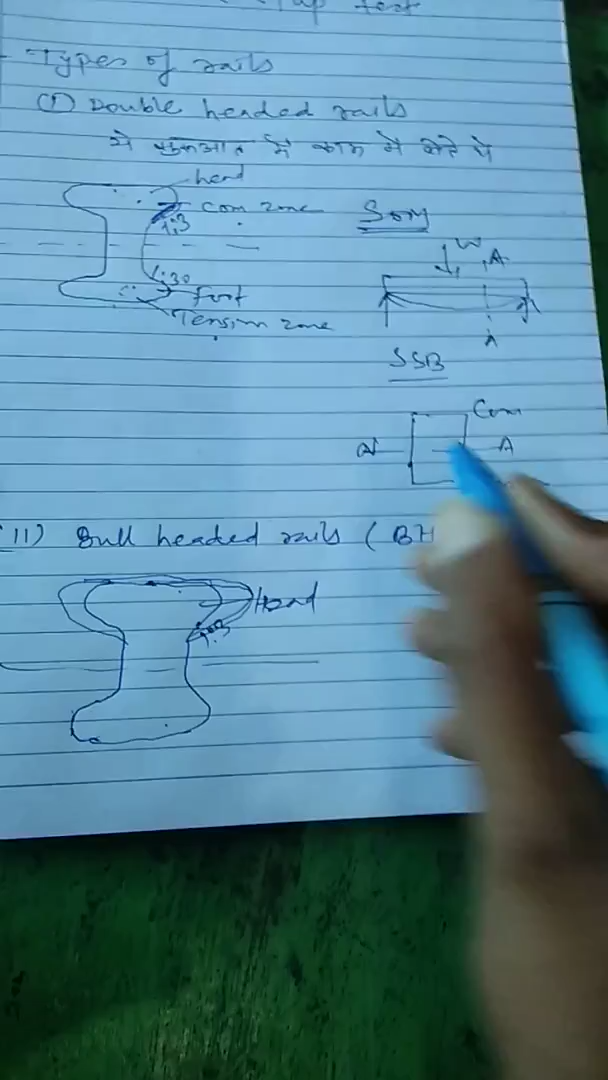 Types of rails
(I) Double headed rails
ये शुरूआत में काम में लेते थे
head
Com zone
1:3
1:30
foot
Tension zone
SOM
W
A
A
SSB
Com
N A
(II) Bull headed rails (BH
Head
1:3